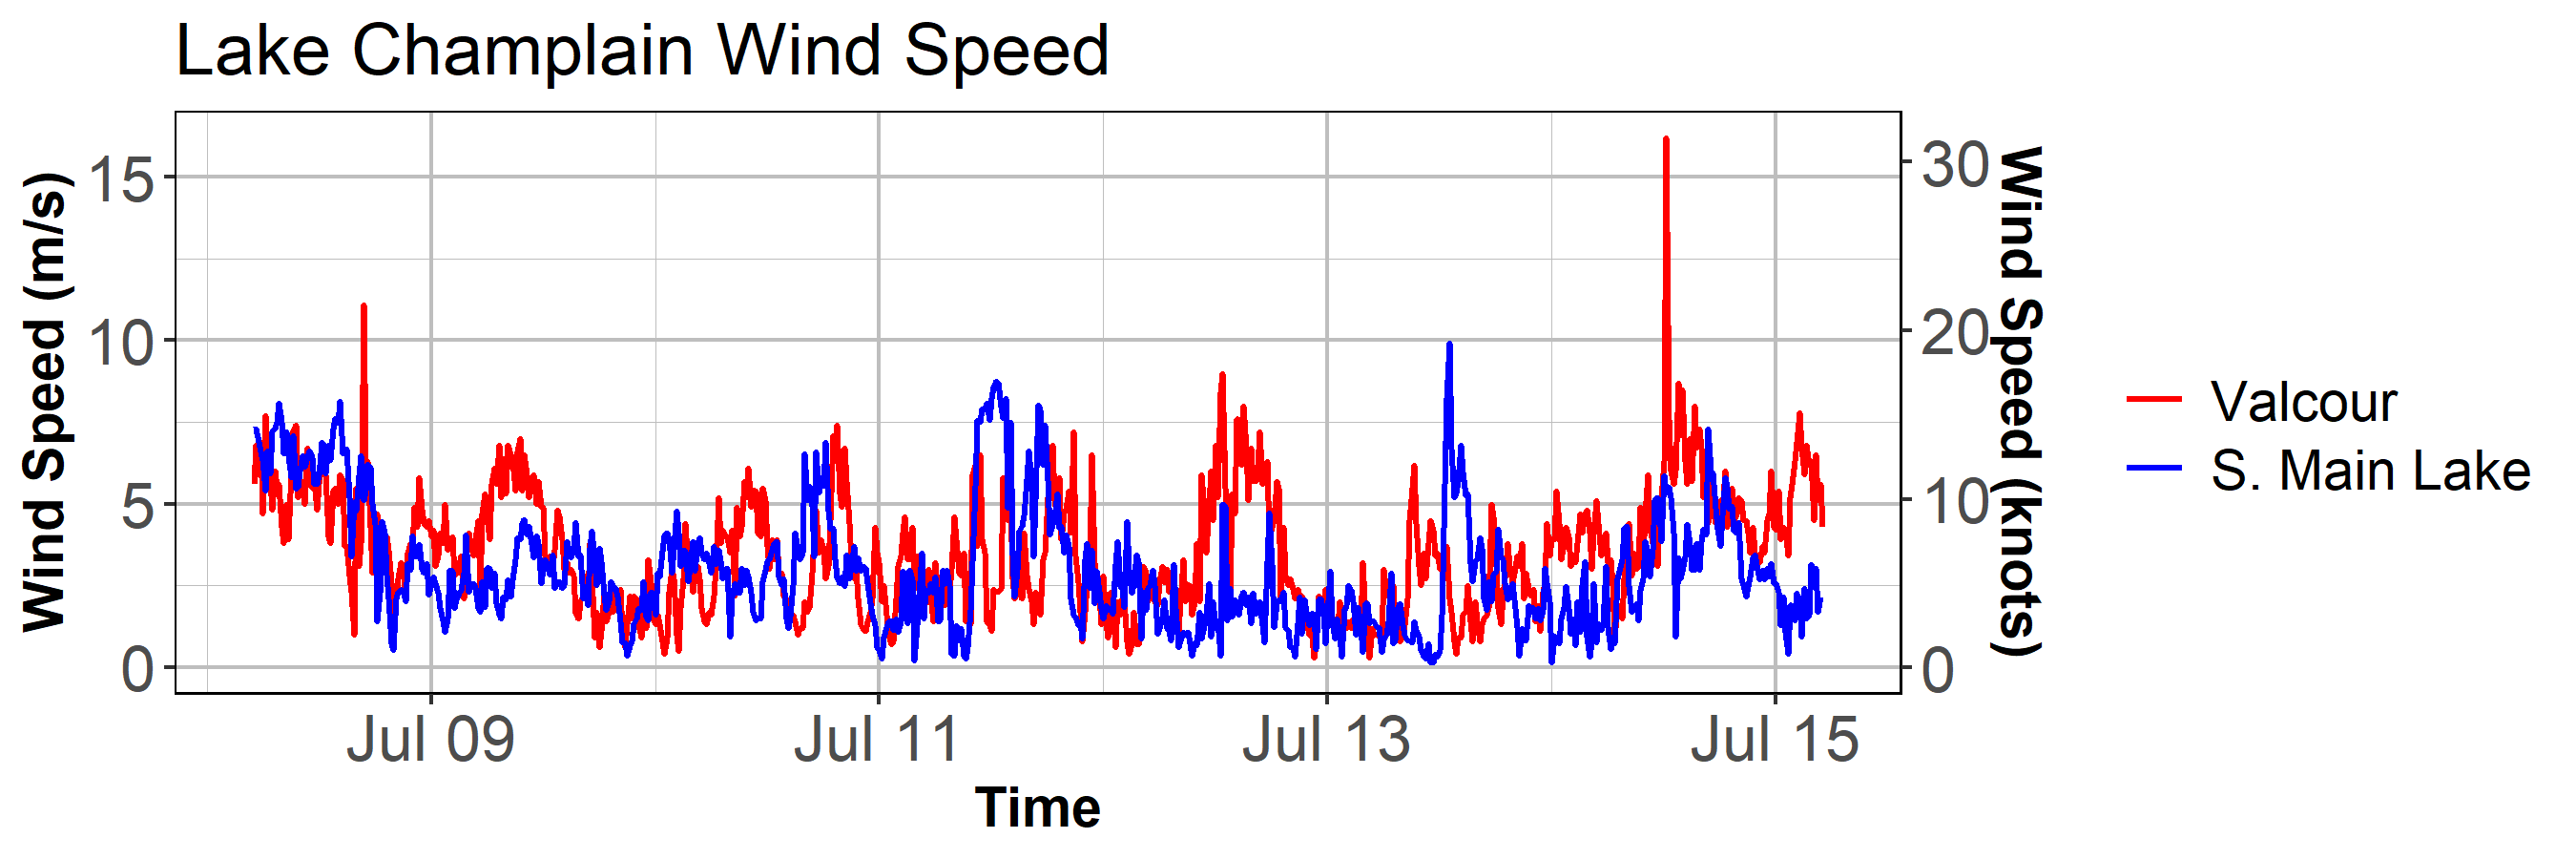 Lake Champlain Wind Speed
Wind Speed (m/s)
15
10
5
0
30
20
10
0
Wind Speed (knots)
Jul 09
Jul 11
Jul 13
Jul 15
Time
Valcour
S. Main Lake